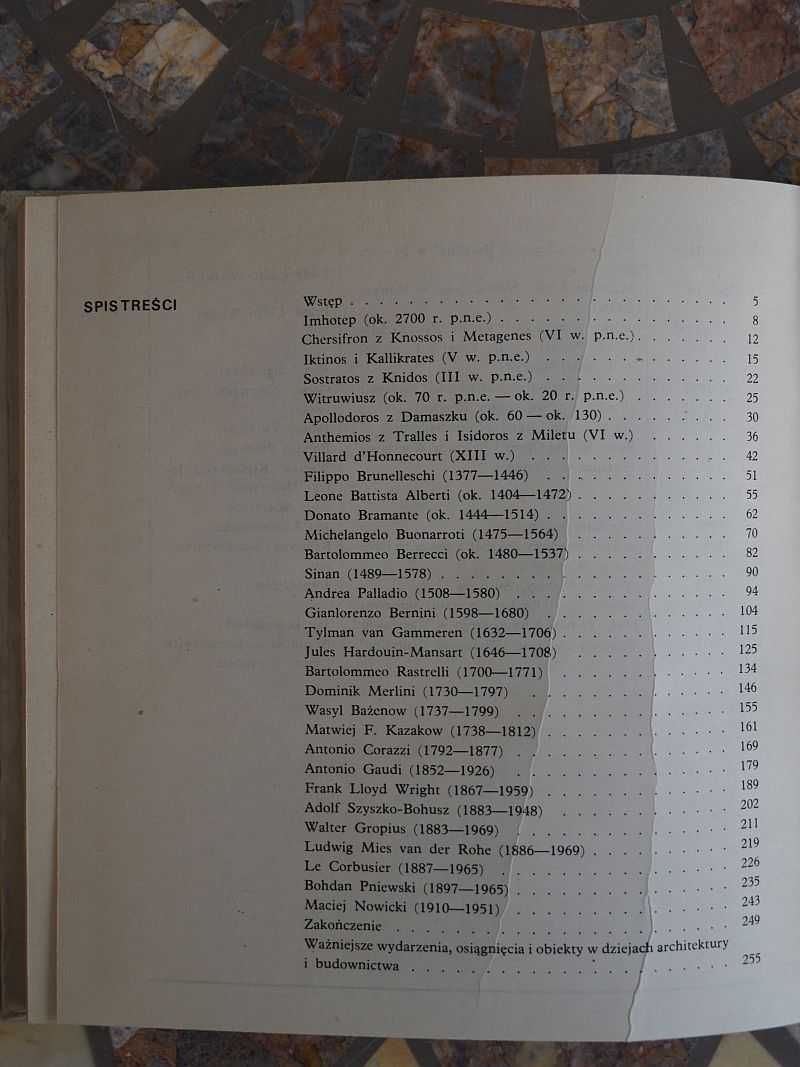 SPIS TREŚCI
Wstęp . . . . . . . . . . . . . . . . . . . . . 5
Imhotep (ok. 2700 r. p.n.e.) . . . . . . . . . . . . . 8
Chersifron z Knossos i Metagenes (VI w. p.n.e.). . . . . . . 12
Iktinos i Kallikrates (V w. p.n.e.) . . . . . . . . . . . 15
Sostratos z Knidos (III w. p.n.e.) . . . . . . . . . . . 22
Witruwiusz (ok. 70 r. p.n.e. — ok. 20 r. p.n.e.) . . . . . . . 25
Apollodoros z Damaszku (ok. 60 — ok. 130) . . . . . . . . 30
Anthemios z Tralles i Isidoros z Miletu (VI w.) . . . . . . 36
Villard d'Honnecourt (XIII w.) . . . . . . . . . . . . 42
Filippo Brunelleschi (1377—1446) . . . . . . . . . . . 51
Leone Battista Alberti (ok. 1404—1472) . . . . . . . . . 55
Donato Bramante (ok. 1444—1514) . . . . . . . . . . . 62
Michelangelo Buonarroti (1475—1564) . . . . . . . . . . 70
Bartolommeo Berrecci (ok. 1480—1537) . . . . . . . . . 82
Sinan (1489—1578) . . . . . . . . . . . . . . . . 90
Andrea Palladio (1508—1580) . . . . . . . . . . . . 94
Gianlorenzo Bernini (1598—1680) . . . . . . . . . . . 104
Tylman van Gammeren (1632—1706) . . . . . . . . . . 115
Jules Hardouin-Mansart (1646—1708) . . . . . . . . . 125
Bartolommeo Rastrelli (1700—1771) . . . . . . . . . . 134
Dominik Merlini (1730—1797) . . . . . . . . . . . 146
Wasyl Bażenow (1737—1799) . . . . . . . . . . . . 155
Matwiej F. Kazakow (1738—1812) . . . . . . . . . . . 161
Antonio Corazzi (1792—1877) . . . . . . . . . . . . 169
Antonio Gaudi (1852—1926) . . . . . . . . . . . . 179
Frank Lloyd Wright (1867—1959) . . . . . . . . . . . 189
Adolf Szyszko-Bohusz (1883—1948) . . . . . . . . . . 202
Walter Gropius (1883—1969) . . . . . . . . . . . . 211
Ludwig Mies van der Rohe (1886—1969) . . . . . . . . . 219
Le Corbusier (1887—1965) . . . . . . . . . . . . . 226
Bohdan Pniewski (1897—1965) . . . . . . . . . . . . 235
Maciej Nowicki (1910—1951) . . . . . . . . . . . . 243
Zakończenie . . . . . . . . . . . . . . . . . 249
Ważniejsze wydarzenia, osiągnięcia i obiekty w dziejach architektury
i budownictwa . . . . . . . . . . . . . . . . . 255